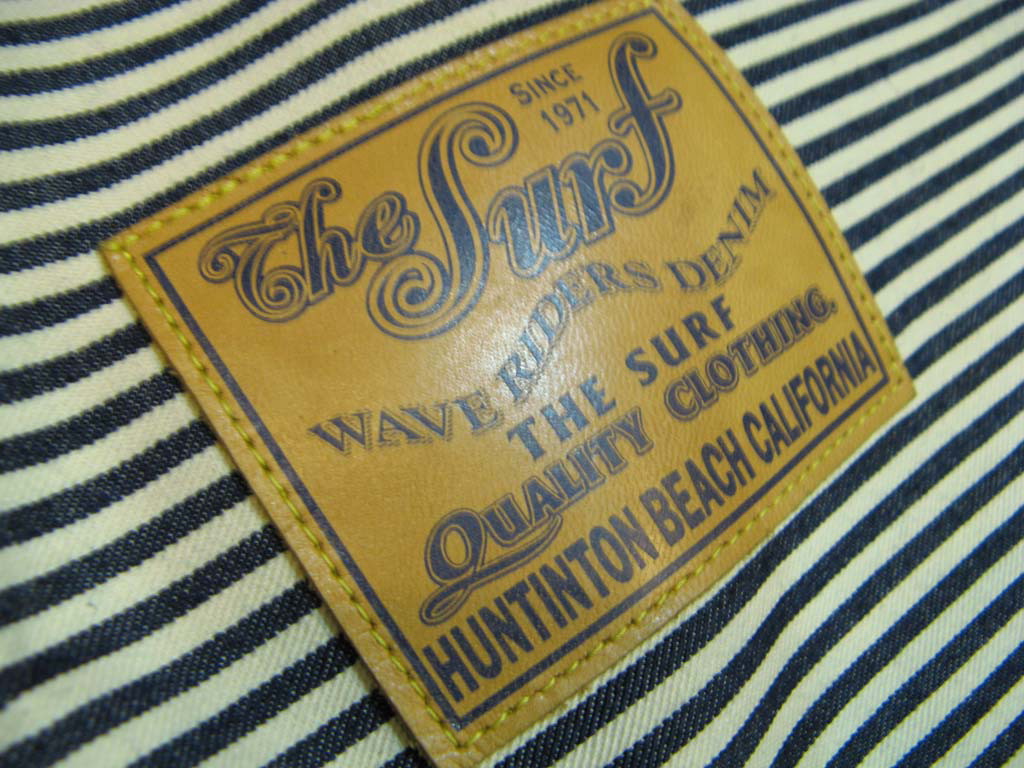 SINCE
1971
The Surf
WAVE RIDERS DENIM
THE SURF
QUALITY CLOTHING.
HUNTINTON BEACH CALIFORNIA